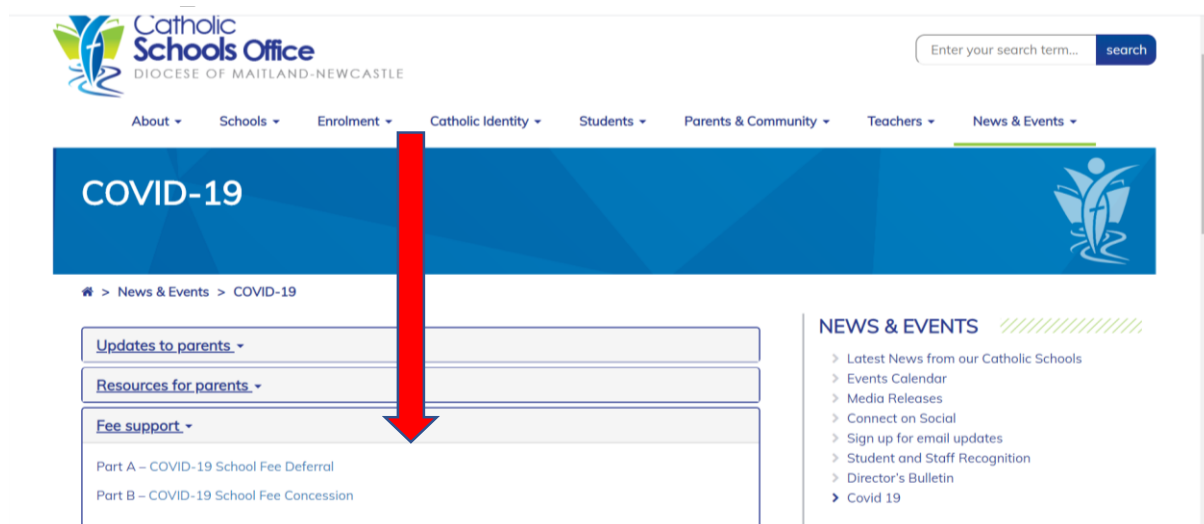 Catholic
Schools Office
DIOCESE OF MAITLAND-NEWCASTLE
Enter your search term... search
About Schools Enrolment Catholic Identity Students Parents & Community Teachers News & Events
COVID-19
> News & Events > COVID-19
Updates to parents
Resources for parents
Fee support
Part A – COVID-19 School Fee Deferral
Part B – COVID-19 School Fee Concession
NEWS & EVENTS
> Latest News from our Catholic Schools
> Events Calendar
> Media Releases
> Connect on Social
> Sign up for email updates
> Student and Staff Recognition
> Director's Bulletin
> Covid 19